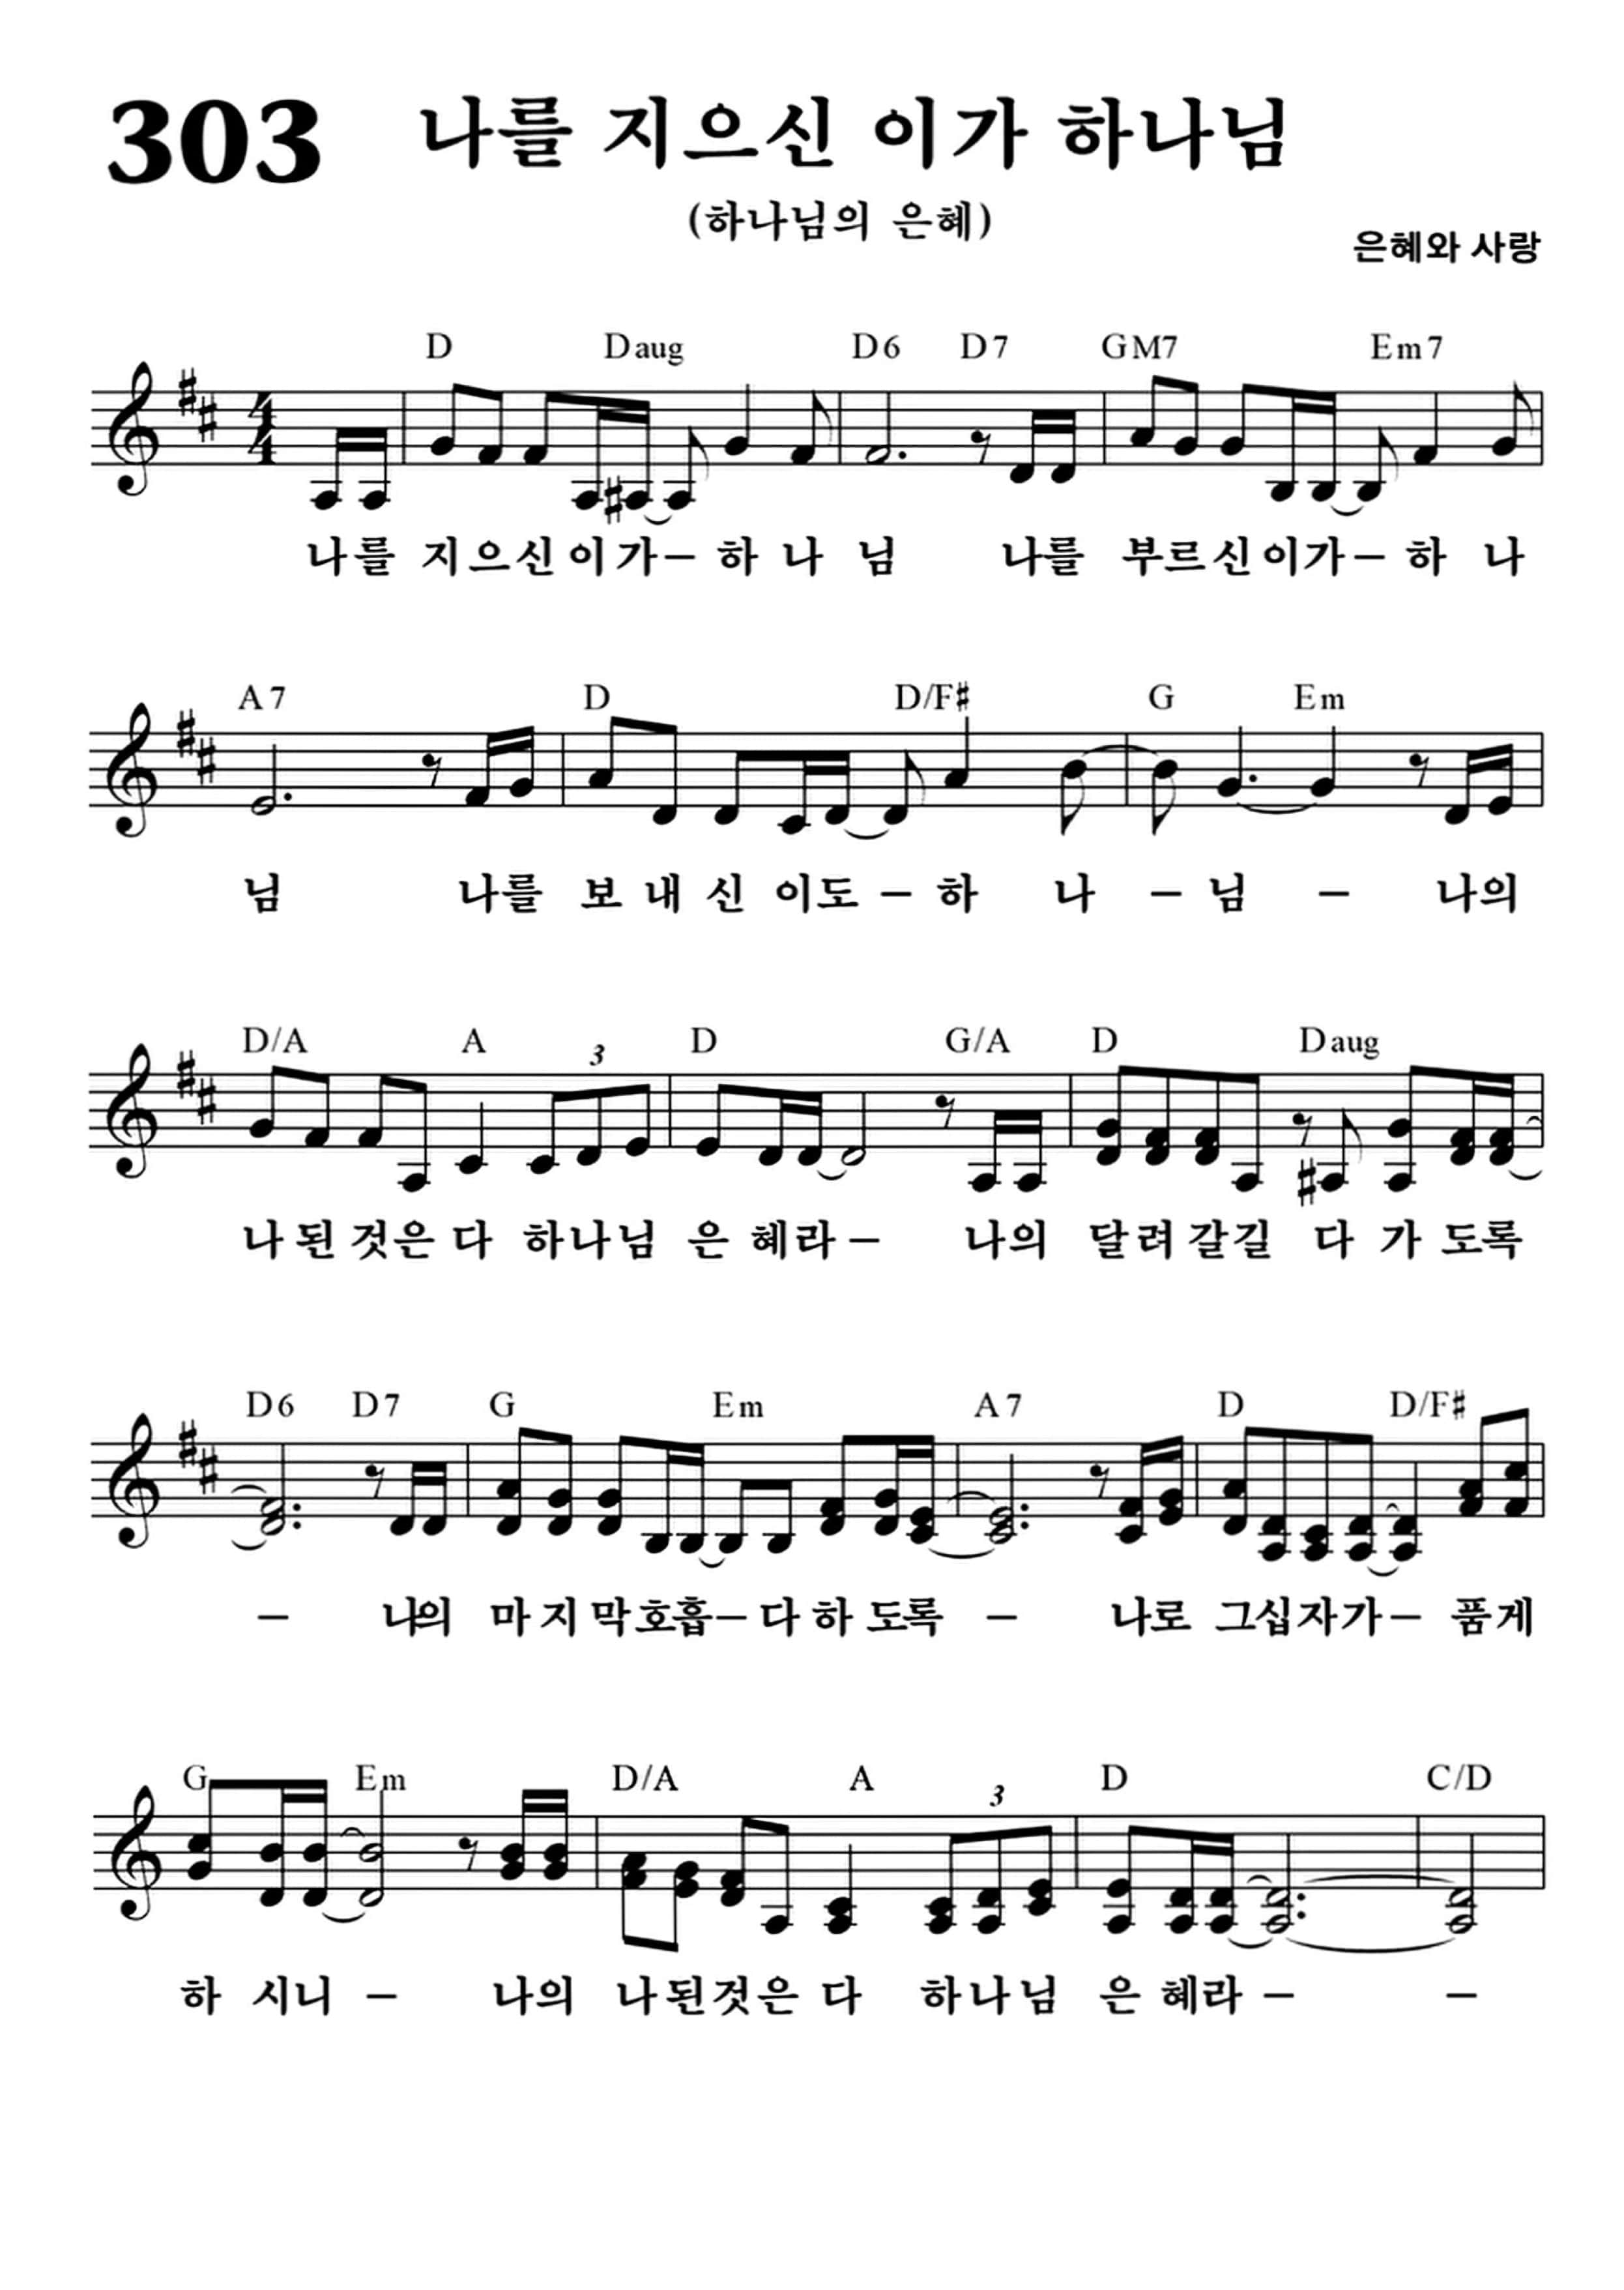 303 나를 지으신 이가 하나님
(하나님의 은혜)
은혜와 사랑
D Daug D6 D7 GM7 Em7
나를 지으신이가- 하 나 님 나를 부르신이가- 하 나
A7 D D/F♯ G Em
님 나를 보 내 신 이도 - 하 나 - 님 - 나의
D/A A 3 D G/A D Daug
나된 것은 다 하나님 은 혜라 - 나의 달려 갈길 다 가 도록
D6 D7 G Em A7 D D/F♯
- 나의 마 지 막호흡- 다 하 도록 - 나로 그십자가- 품게
G Em D/A A 3 D C/D
하 시니 - 나의 나된것은 다 하나님 은 혜라 - -